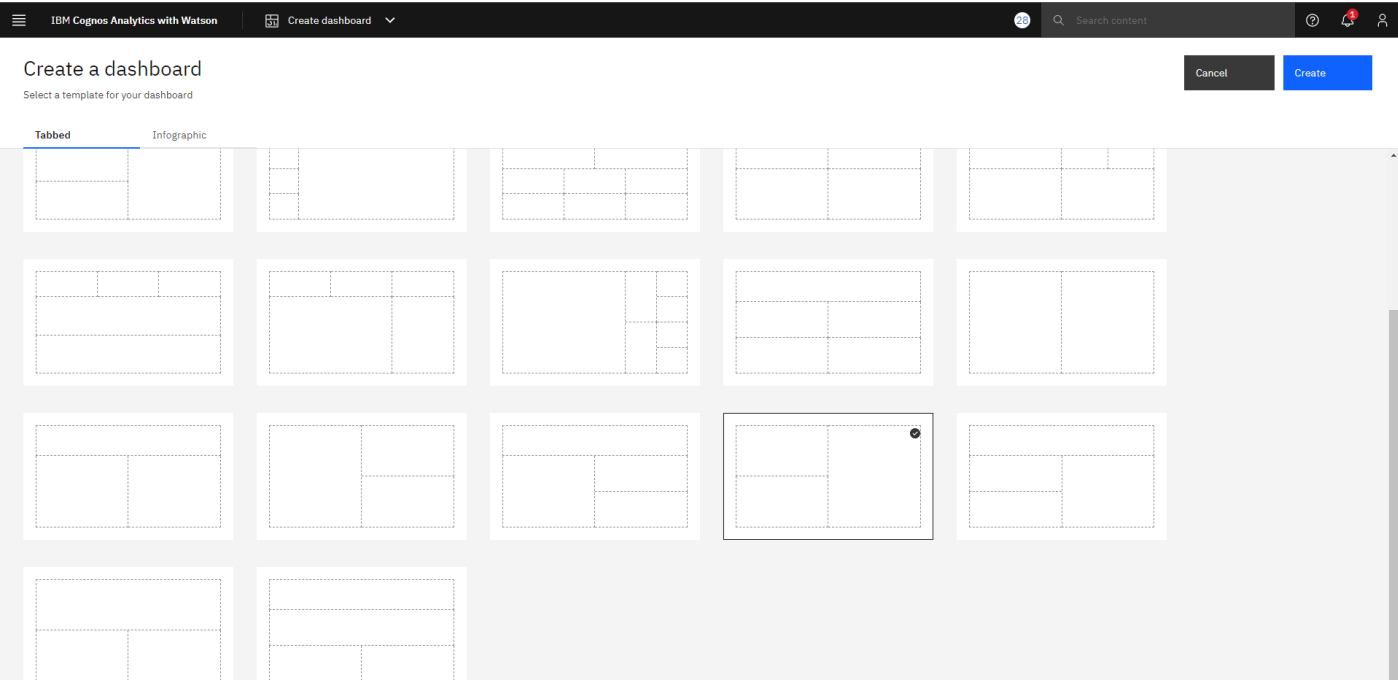 IBM Cognos Analytics with Watson
Create dashboard
28
Search content
1
Create a dashboard
Select a template for your dashboard
Cancel
Create
Tabbed
Infographic